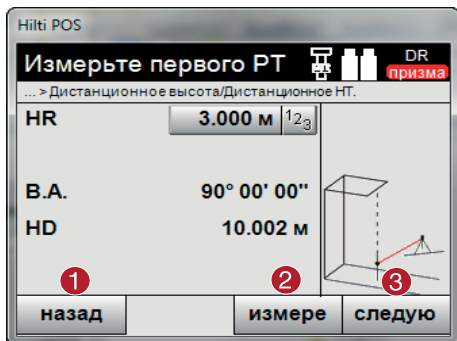 Hilti POS
Измерьте первого PT
DR
призма
... > Дистанционное высота/Дистанционное НТ.
HR 3.000 м 123
В.А. 90° 00' 00"
HD 10.002 м
1 2 3
назад измере следую